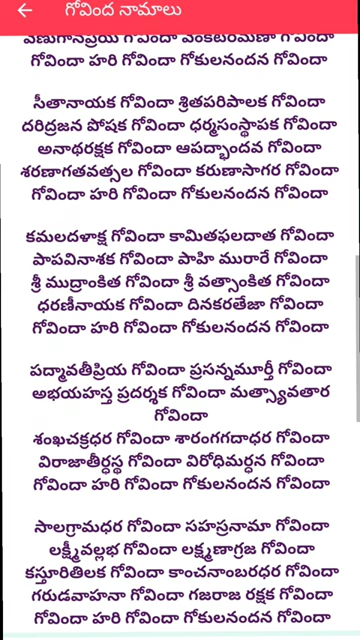 గోవింద నామాలు
వేణుగానప్రియ గోవిందా వేంకటరమణా గోవిందా
గోవిందా హరి గోవిందా గోకులనందన గోవిందా
సీతానాయక గోవిందా శ్రితపరిపాలక గోవిందా
దరిద్రజన పోషక గోవిందా ధర్మసంస్థాపక గోవిందా
అనాథరక్షక గోవిందా ఆపద్భాందవ గోవిందా
శరణాగతవత్సల గోవిందా కరుణాసాగర గోవిందా
గోవిందా హరి గోవిందా గోకులనందన గోవిందా
కమలదళాక్ష గోవిందా కామితఫలదాత గోవిందా
పాపవినాశక గోవిందా పాహి మురారే గోవిందా
శ్రీ ముద్రాంకిత గోవిందా శ్రీ వత్సాంకిత గోవిందా
ధరణీనాయక గోవిందా దినకరతేజా గోవిందా
గోవిందా హరి గోవిందా గోకులనందన గోవిందా
పద్మావతీప్రియ గోవిందా ప్రసన్నమూర్తీ గోవిందా
అభయహస్త ప్రదర్శక గోవిందా మత్స్యావతార
గోవిందా
శంఖచక్రధర గోవిందా శారంగగదాధర గోవిందా
విరాజాతీర్ధస్థ గోవిందా విరోధిమర్ధన గోవిందా
గోవిందా హరి గోవిందా గోకులనందన గోవిందా
సాలగ్రామధర గోవిందా సహస్రనామా గోవిందా
లక్ష్మీవల్లభ గోవిందా లక్ష్మణాగ్రజ గోవిందా
కస్తూరితిలక గోవిందా కాంచనాంబరధర గోవిందా
గరుడవాహనా గోవిందా గజరాజ రక్షక గోవిందా
గోవిందా హరి గోవిందా గోకులనందన గోవిందా